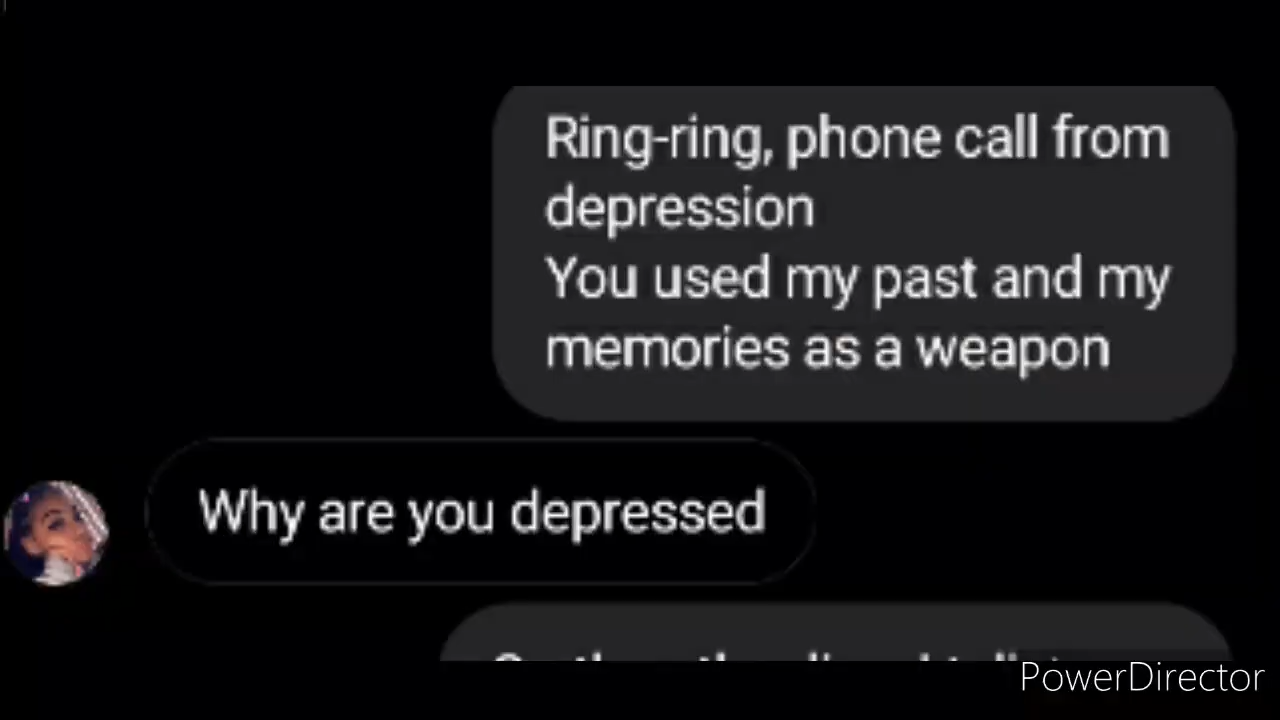 Ring-ring, phone call from
depression
You used my past and my
memories as a weapon
Why are you depressed
PowerDirector